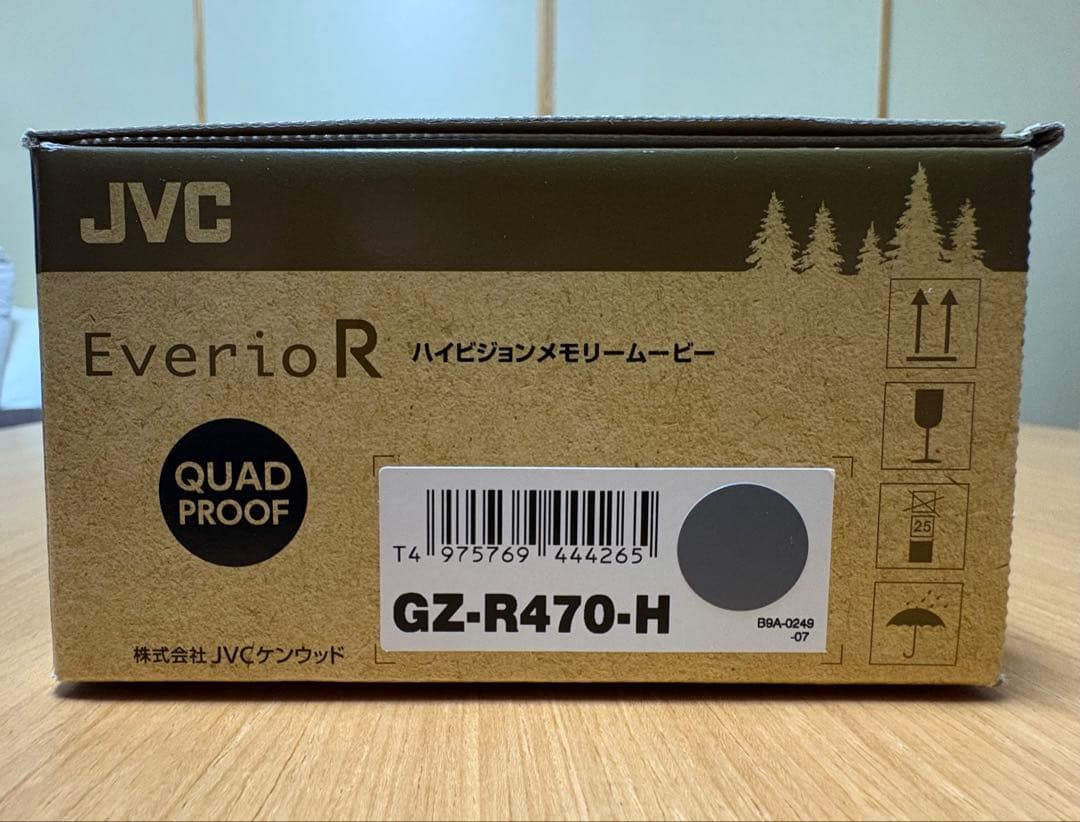 JVC
Everio R ハイビジョンメモリームービー
QUAD
PROOF
25
T4 975769 444265
GZ-R470-H
B9A-0249
-07
株式会社 JVCケンウッド